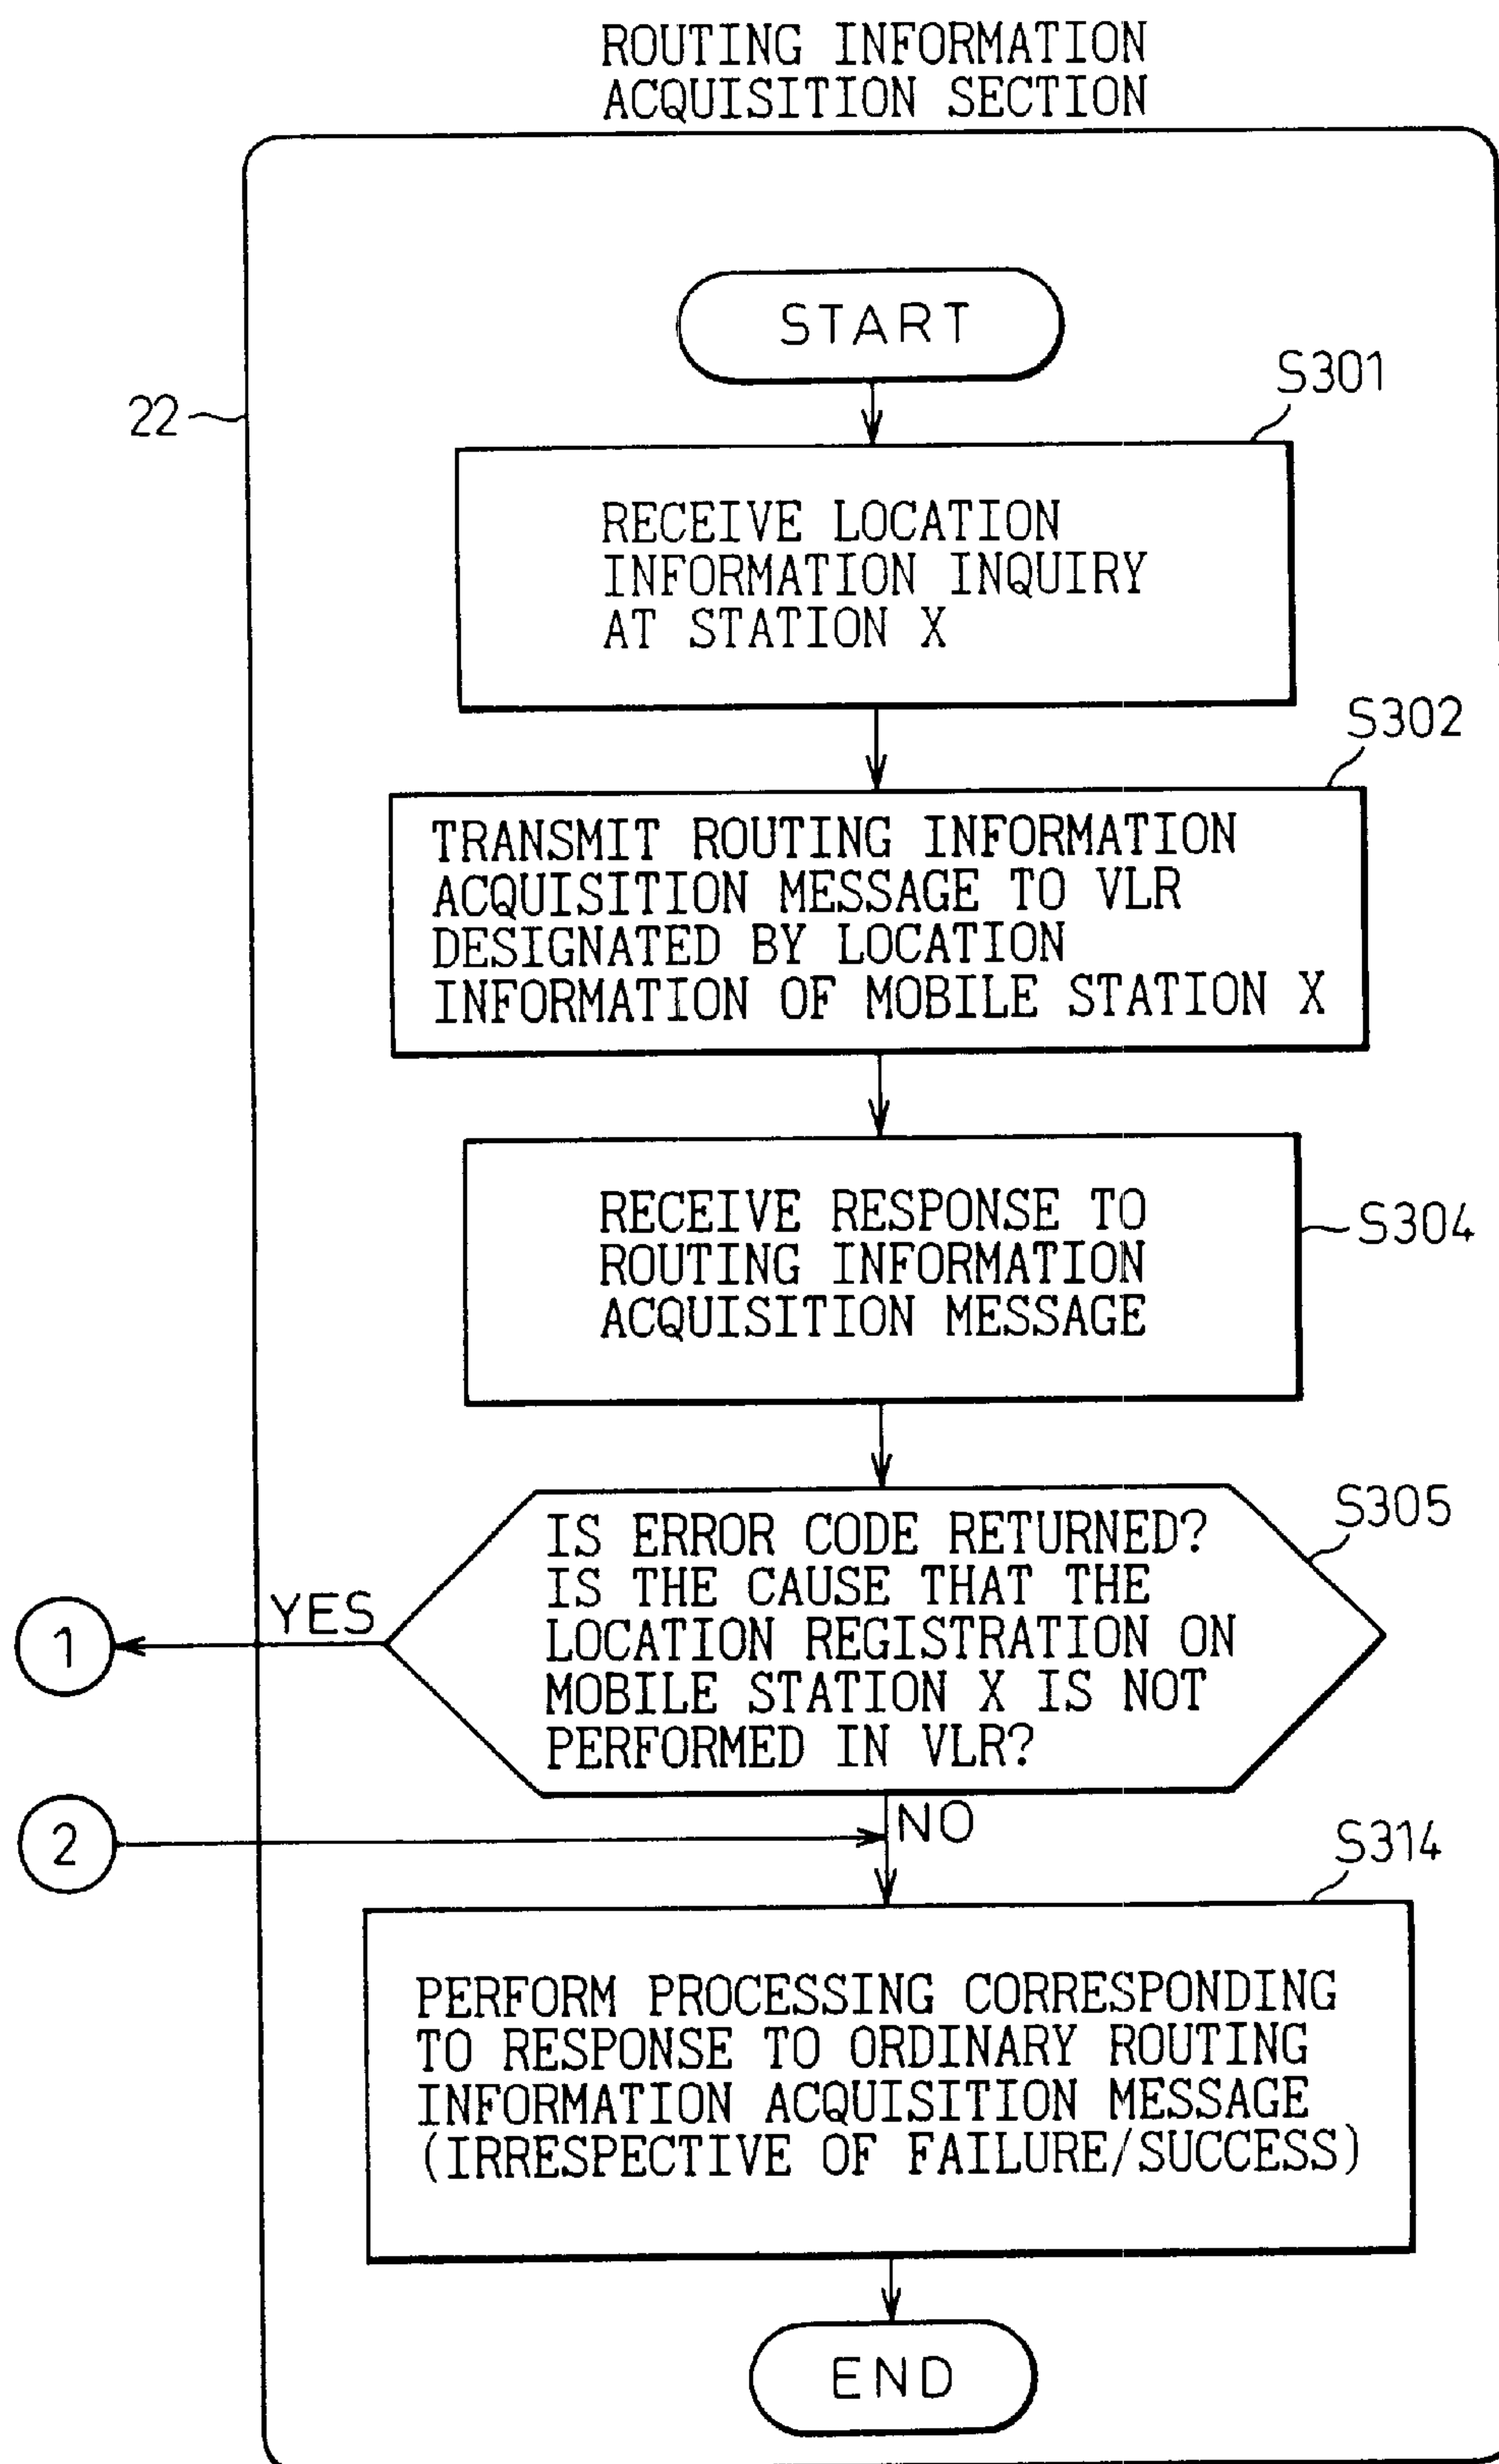 ROUTING INFORMATION
ACQUISITION SECTION
START
22
S301
RECEIVE LOCATION
INFORMATION INQUIRY
AT STATION X
S302
TRANSMIT ROUTING INFORMATION
ACQUISITION MESSAGE TO VLR
DESIGNATED BY LOCATION
INFORMATION OF MOBILE STATION X
RECEIVE RESPONSE TO
ROUTING INFORMATION
ACQUISITION MESSAGE
S304
S305
IS ERROR CODE RETURNED?
IS THE CAUSE THAT THE
LOCATION REGISTRATION ON
MOBILE STATION X IS NOT
PERFORMED IN VLR?
YES
1
NO
2
S314
PERFORM PROCESSING CORRESPONDING
TO RESPONSE TO ORDINARY ROUTING
INFORMATION ACQUISITION MESSAGE
(IRRESPECTIVE OF FAILURE/SUCCESS)
END